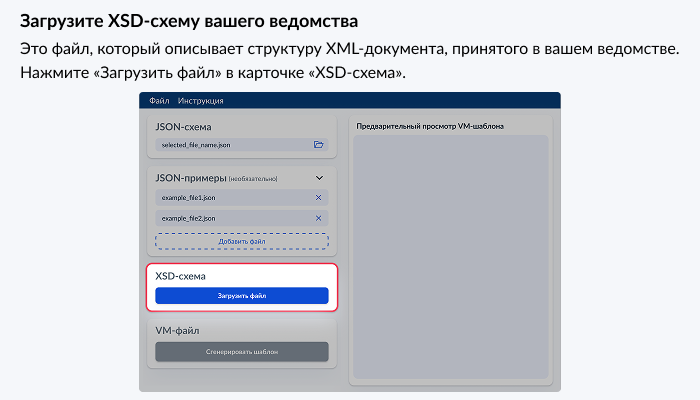 Загрузите XSD-схему вашего ведомства
Это файл, который описывает структуру XML-документа, принятого в вашем ведомстве.
Нажмите «Загрузить файл» в карточке «XSD-схема».
Файл Инструкция
JSON-схема
selected_file_name.json
JSON-примеры (необязательно)
example_file1.json
example_file2.json
Добавить файл
XSD-схема
Загрузить файл
VM-файл
Сгенерировать шаблон
Предварительный просмотр VM-шаблона